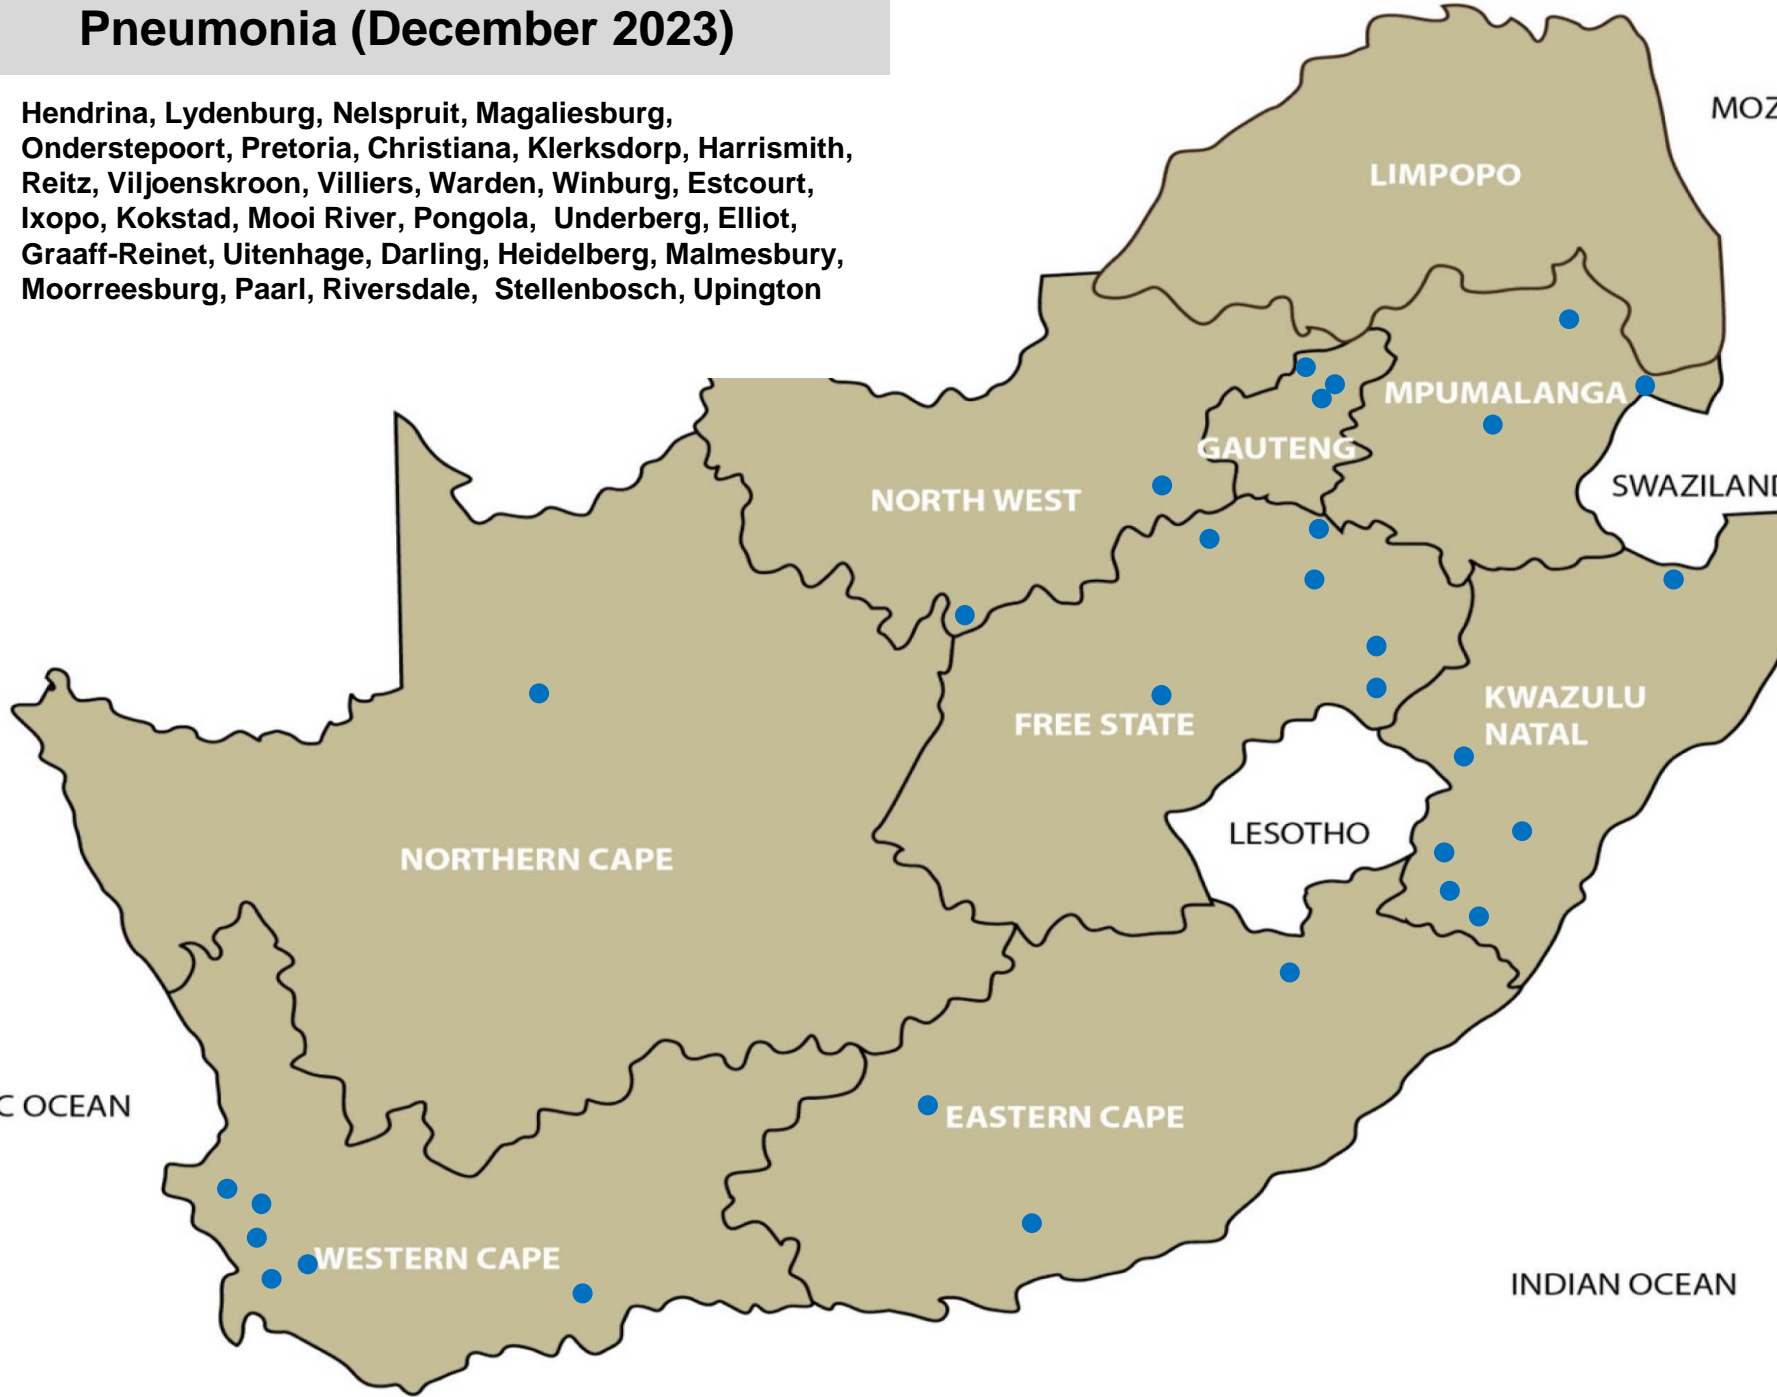 Pneumonia (December 2023)
Hendrina, Lydenburg, Nelspruit, Magaliesburg,
Onderstepoort, Pretoria, Christiana, Klerksdorp, Harrismith,
Reitz, Viljoenskroon, Villiers, Warden, Winburg, Estcourt,
Ixopo, Kokstad, Mooi River, Pongola,  Underberg, Elliot,
Graaff-Reinet, Uitenhage, Darling, Heidelberg, Malmesbury,
Moorreesburg, Paarl, Riversdale,  Stellenbosch, Upington
MOZ
LIMPOPO
MPUMALANGA
GAUTENG
SWAZILAND
NORTH WEST
KWAZULU
NATAL
FREE STATE
LESOTHO
NORTHERN CAPE
C OCEAN
EASTERN CAPE
WESTERN CAPE
INDIAN OCEAN